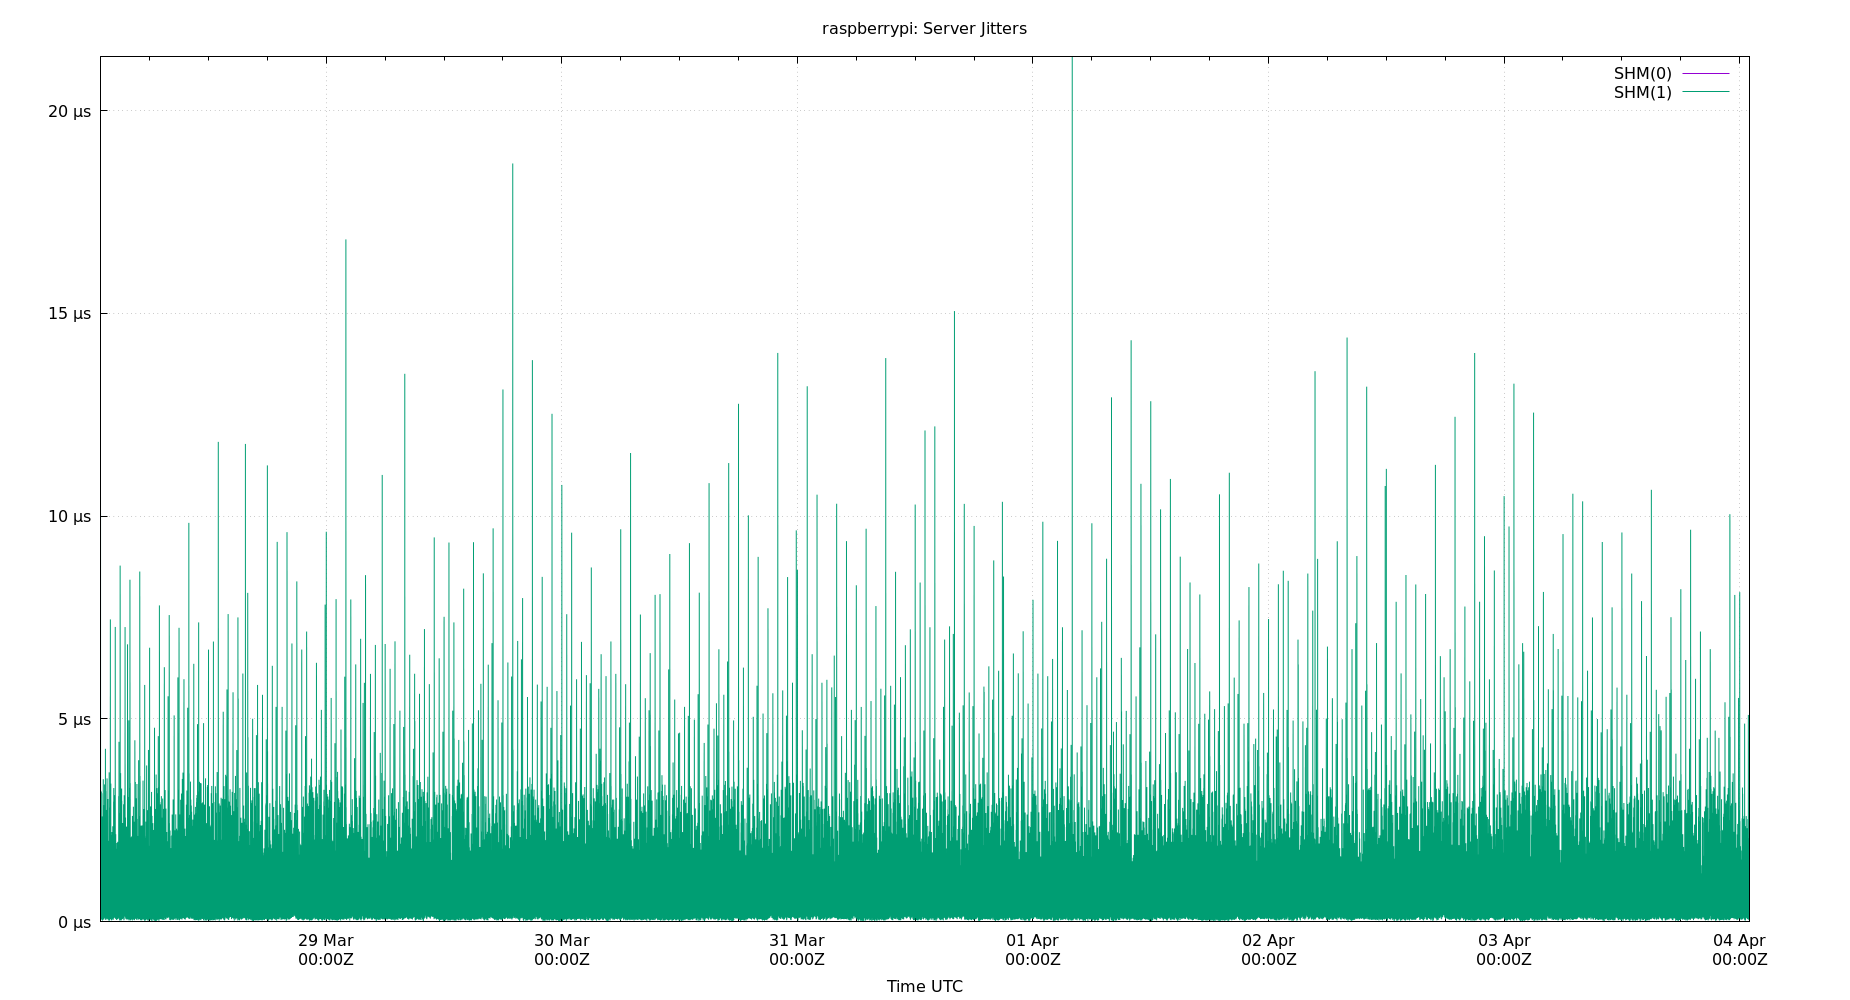 raspberrypi: Server Jitters
SHM(0)
SHM(1)
20 µs
15 µs
10 µs
5 µs
0 µs
29 Mar 30 Mar 31 Mar 01 Apr 02 Apr 03 Apr 04 Apr
00:00Z 00:00Z 00:00Z 00:00Z 00:00Z 00:00Z 00:00Z
Time UTC